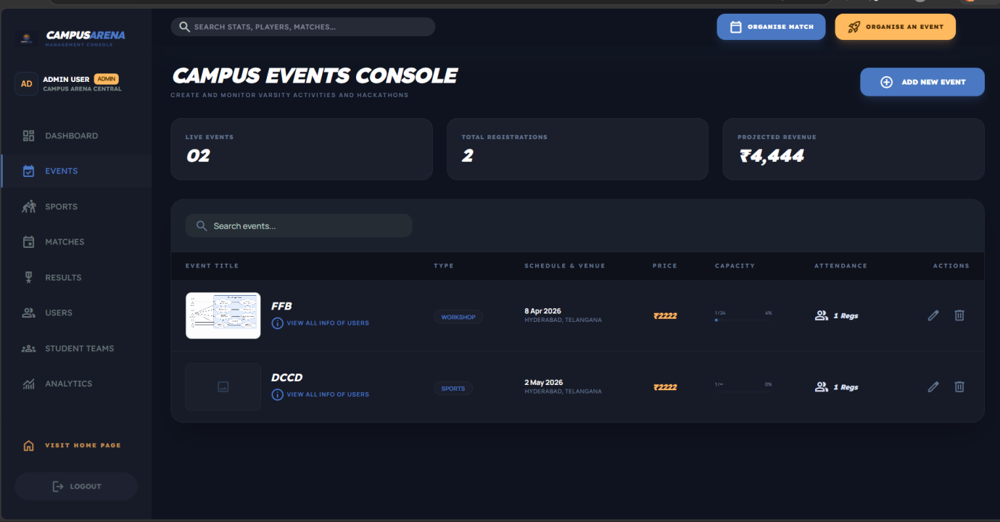 CAMPUSARENA
MANAGEMENT CONSOLE
AD
ADMIN USER ADMIN
CAMPUS ARENA CENTRAL
DASHBOARD
EVENTS
SPORTS
MATCHES
RESULTS
USERS
STUDENT TEAMS
ANALYTICS
VISIT HOME PAGE
LOGOUT
SEARCH STATS, PLAYERS, MATCHES...
ORGANISE MATCH
ORGANISE AN EVENT
CAMPUS EVENTS CONSOLE
CREATE AND MONITOR VARSITY ACTIVITIES AND HACKATHONS
ADD NEW EVENT
LIVE EVENTS
02
TOTAL REGISTRATIONS
2
PROJECTED REVENUE
₹4,444
Search events...
EVENT TITLE TYPE SCHEDULE & VENUE PRICE CAPACITY ATTENDANCE ACTIONS
FFB
VIEW ALL INFO OF USERS
WORKSHOP
8 Apr 2026
HYDERABAD, TELANGANA
₹2222
1/24 4%
1 Regs
DCCD
VIEW ALL INFO OF USERS
SPORTS
2 May 2026
HYDERABAD, TELANGANA
₹2222
1/∞ 0%
1 Regs